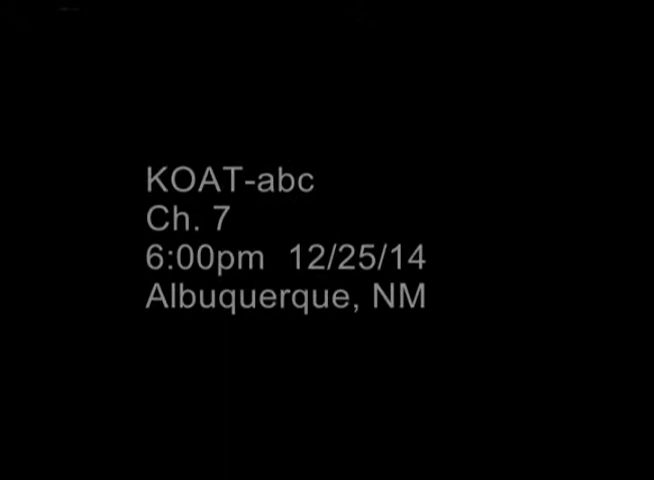 KOAT-abc
Ch. 7
6:00pm 12/25/14
Albuquerque, NM